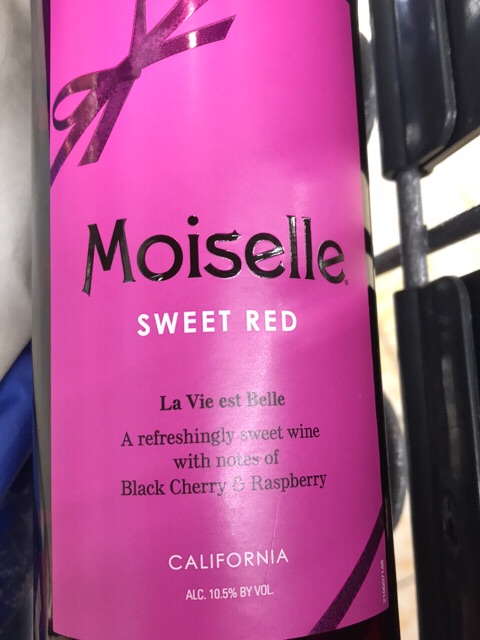 Moiselle
SWEET RED
La Vie est Belle
A refreshingly sweet wine
with notes of
Black Cherry & Raspberry
CALIFORNIA
ALC. 10.5% BY VOL.